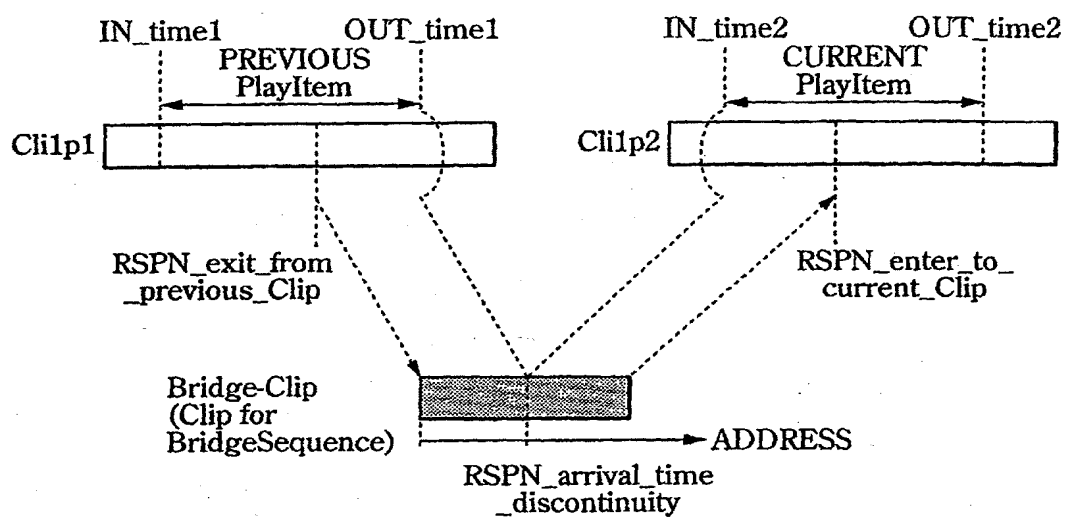 IN_time1
OUT_time1
IN_time2
OUT_time2
PREVIOUS
PlayItem
CURRENT
PlayItem
Cli1p1
Cli1p2
RSPN_exit_from
_previous_Clip
RSPN_enter_to_
current_Clip
Bridge-Clip
(Clip for
BridgeSequence)
ADDRESS
RSPN_arrival_time
_discontinuity